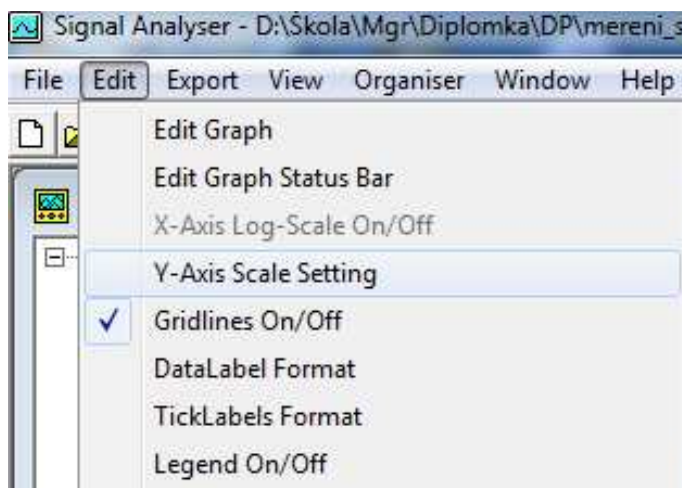 Signal Analyser - D:\Škola\Mgr\Diplomka\DP\mereni_s
File Edit Export View Organiser Window Help
Edit Graph
Edit Graph Status Bar
X-Axis Log-Scale On/Off
Y-Axis Scale Setting
Gridlines On/Off
DataLabel Format
TickLabels Format
Legend On/Off